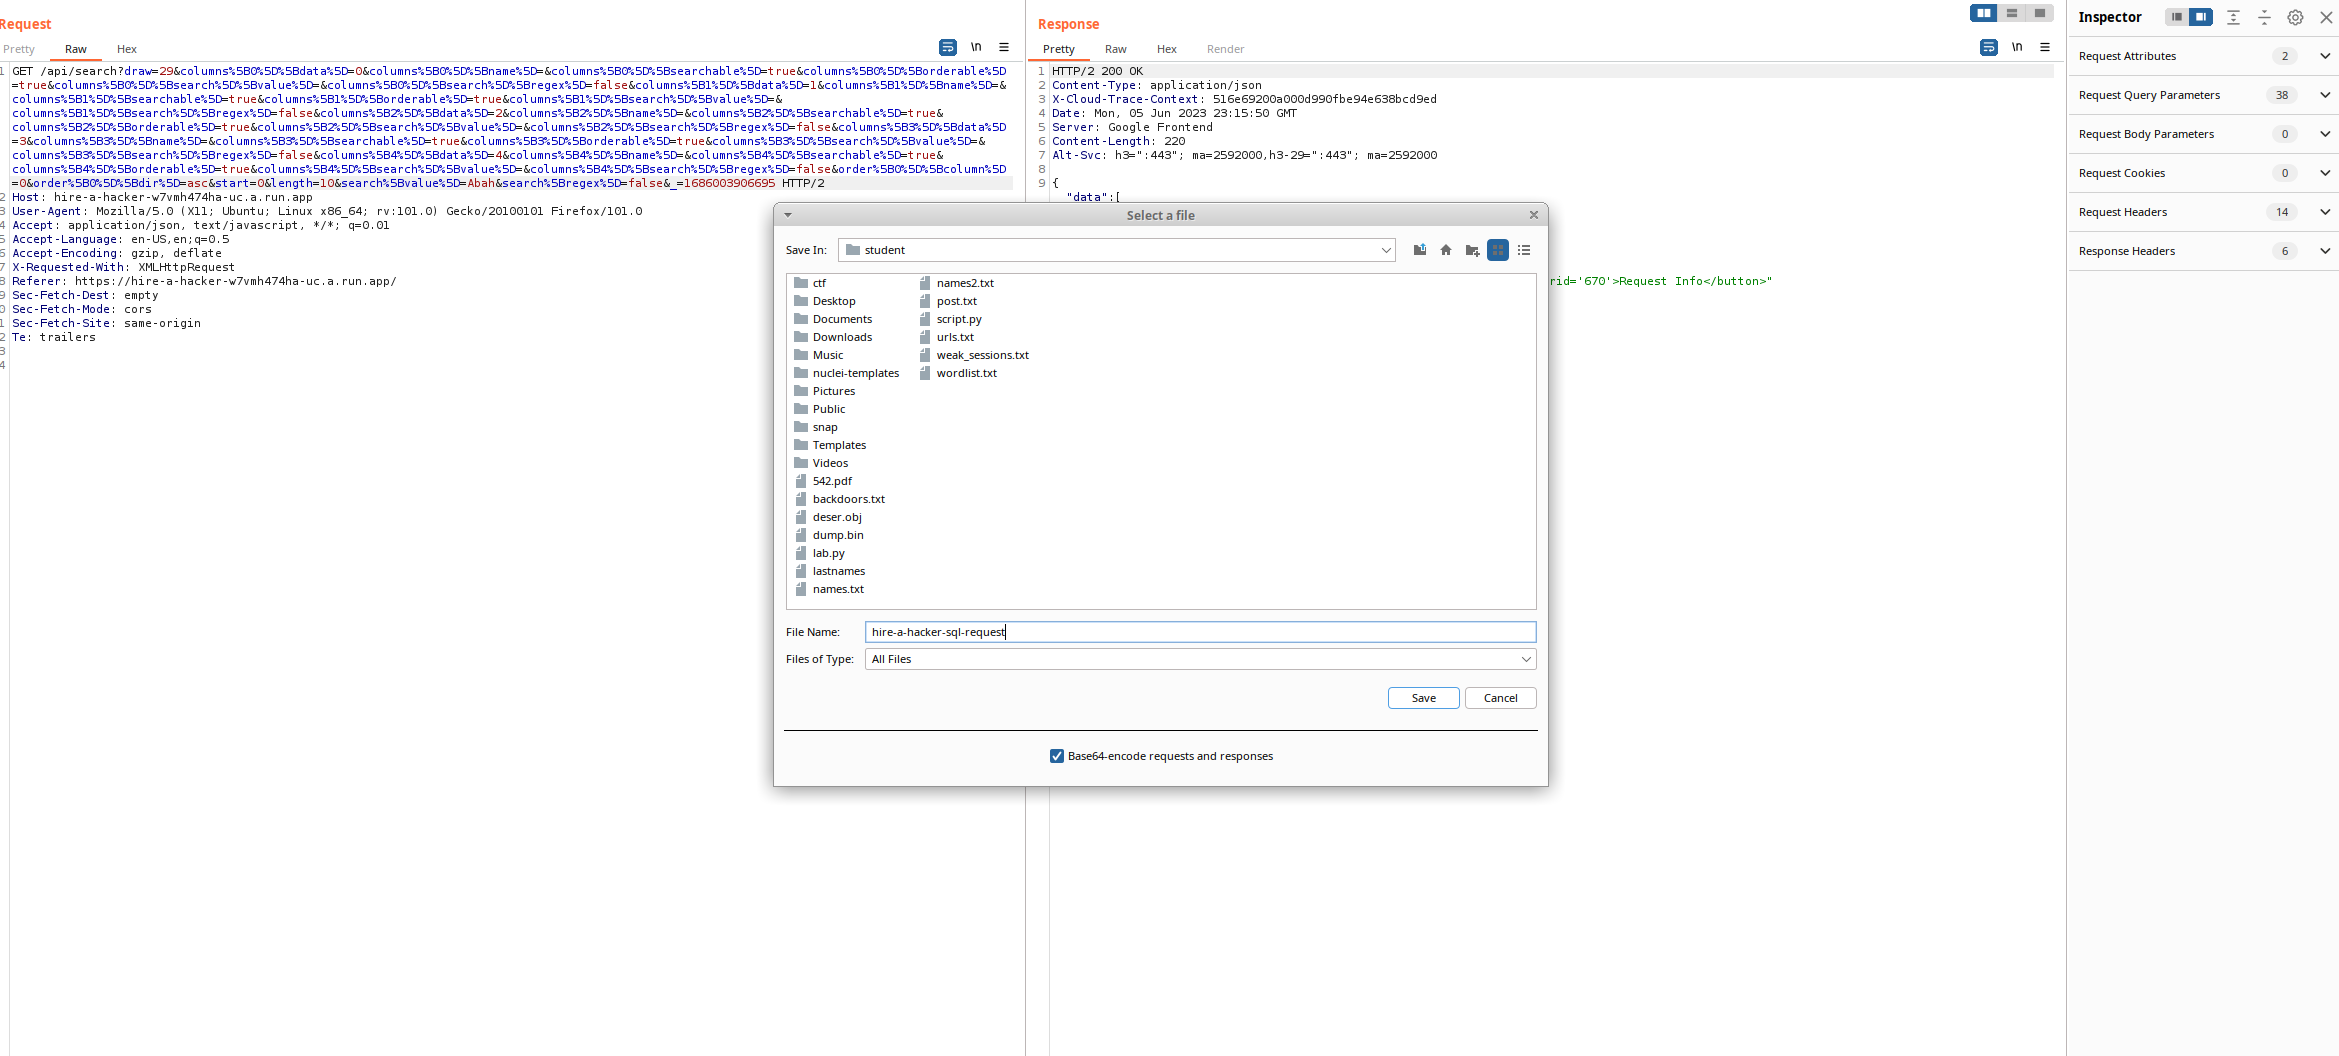 Request
Pretty Raw Hex
\n
1 GET /api/search?draw=29&columns%5B0%5D%5Bdata%5D=0&columns%5B0%5D%5Bname%5D=&columns%5B0%5D%5Bsearchable%5D=true&columns%5B0%5D%5Borderable%5D
=true&columns%5B0%5D%5Bsearch%5D%5Bvalue%5D=&columns%5B0%5D%5Bsearch%5D%5Bregex%5D=false&columns%5B1%5D%5Bdata%5D=1&columns%5B1%5D%5Bname%5D=&
columns%5B1%5D%5Bsearchable%5D=true&columns%5B1%5D%5Borderable%5D=true&columns%5B1%5D%5Bsearch%5D%5Bvalue%5D=&
columns%5B1%5D%5Bsearch%5D%5Bregex%5D=false&columns%5B2%5D%5Bdata%5D=2&columns%5B2%5D%5Bname%5D=&columns%5B2%5D%5Bsearchable%5D=true&
columns%5B2%5D%5Borderable%5D=true&columns%5B2%5D%5Bsearch%5D%5Bvalue%5D=&columns%5B2%5D%5Bsearch%5D%5Bregex%5D=false&columns%5B3%5D%5Bdata%5D
=3&columns%5B3%5D%5Bname%5D=&columns%5B3%5D%5Bsearchable%5D=true&columns%5B3%5D%5Borderable%5D=true&columns%5B3%5D%5Bsearch%5D%5Bvalue%5D=&
columns%5B3%5D%5Bsearch%5D%5Bregex%5D=false&columns%5B4%5D%5Bdata%5D=4&columns%5B4%5D%5Bname%5D=&columns%5B4%5D%5Bsearchable%5D=true&
columns%5B4%5D%5Borderable%5D=true&columns%5B4%5D%5Bsearch%5D%5Bvalue%5D=&columns%5B4%5D%5Bsearch%5D%5Bregex%5D=false&order%5B0%5D%5Bcolumn%5D
=0&order%5B0%5D%5Bdir%5D=asc&start=0&length=10&search%5Bvalue%5D=Abah&search%5Bregex%5D=false&_=1686003906695 HTTP/2
2 Host: hire-a-hacker-w7vmh474ha-uc.a.run.app
3 User-Agent: Mozilla/5.0 (X11; Ubuntu; Linux x86_64; rv:101.0) Gecko/20100101 Firefox/101.0
4 Accept: application/json, text/javascript, */*; q=0.01
5 Accept-Language: en-US,en;q=0.5
6 Accept-Encoding: gzip, deflate
7 X-Requested-With: XMLHttpRequest
8 Referer: https://hire-a-hacker-w7vmh474ha-uc.a.run.app/
9 Sec-Fetch-Dest: empty
0 Sec-Fetch-Mode: cors
1 Sec-Fetch-Site: same-origin
2 Te: trailers
3
4
Response
Pretty Raw Hex Render
\n
1 HTTP/2 200 OK
2 Content-Type: application/json
3 X-Cloud-Trace-Context: 516e69200a000d990fbe94e638bcd9ed
4 Date: Mon, 05 Jun 2023 23:15:50 GMT
5 Server: Google Frontend
6 Content-Length: 220
7 Alt-Svc: h3=":443"; ma=2592000,h3-29=":443"; ma=2592000
8
9 {
"data":[
rid='670'>Request Info</button>"
Select a file
Save In: student
ctf
Desktop
Documents
Downloads
Music
nuclei-templates
Pictures
Public
snap
Templates
Videos
542.pdf
backdoors.txt
deser.obj
dump.bin
lab.py
lastnames
names.txt
names2.txt
post.txt
script.py
urls.txt
weak_sessions.txt
wordlist.txt
File Name: hire-a-hacker-sql-request
Files of Type: All Files
Save Cancel
Base64-encode requests and responses
Inspector
Request Attributes 2
Request Query Parameters 38
Request Body Parameters 0
Request Cookies 0
Request Headers 14
Response Headers 6